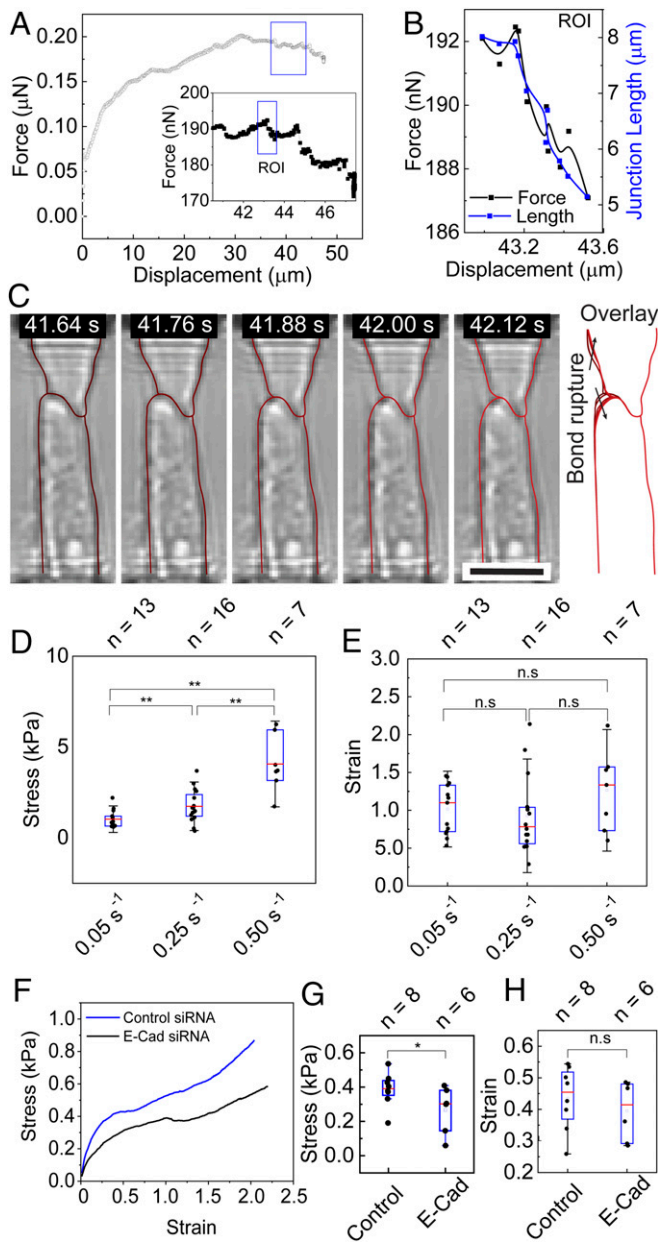 A
Force (μN)
0.20
0.15
0.10
0.05
0.00
0
10
20
30
40
50
Displacement (μm)
Force (nN)
200
190
180
170
42
44
46
ROI
B
ROI
Force (nN)
192
190
188
186
43.2
43.6
Displacement (μm)
8
7
6
5
Junction Length (μm)
Force
Length
C
41.64 s
41.76 s
41.88 s
42.00 s
42.12 s
Overlay
Bond rupture
D
n = 13
n = 16
n = 7
Stress (kPa)
10
5
0
**
**
**
0.05 s⁻¹
0.25 s⁻¹
0.50 s⁻¹
E
n = 13
n = 16
n = 7
Strain
3.0
2.5
2.0
1.5
1.0
0.5
0.0
n.s
n.s
n.s
0.05 s⁻¹
0.25 s⁻¹
0.50 s⁻¹
F
Stress (kPa)
1.0
0.8
0.6
0.4
0.2
0.0
Control siRNA
E-Cad siRNA
0.0
0.5
1.0
1.5
2.0
2.5
Strain
G
n = 8
n = 6
Stress (kPa)
0.6
0.4
0.2
0.0
*
Control
E-Cad
H
n = 8
n = 6
Strain
0.6
0.5
0.4
0.3
0.2
n.s
Control
E-Cad